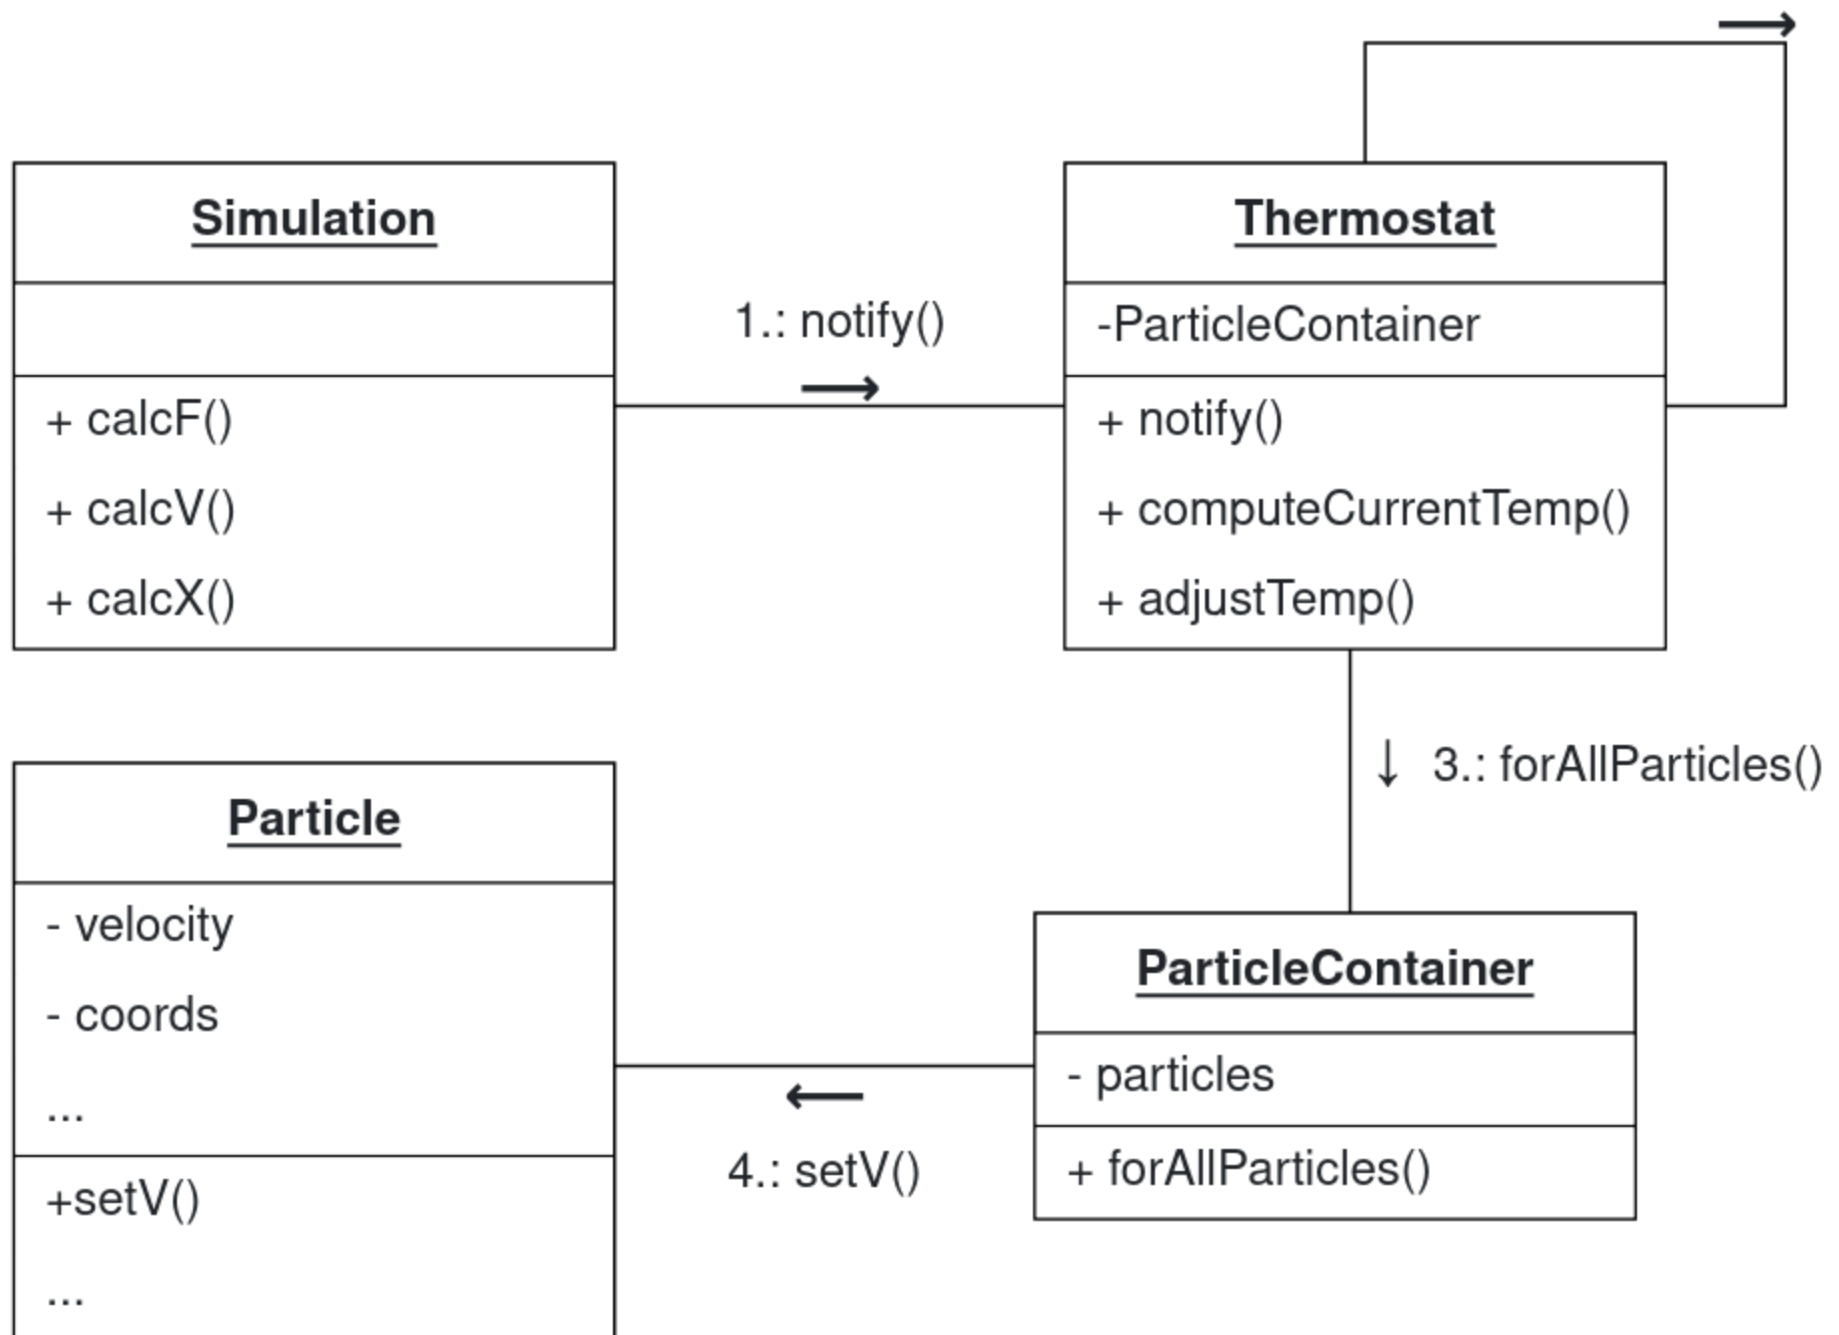 Simulation
+ calcF()
+ calcV()
+ calcX()
1.: notify()
Thermostat
-ParticleContainer
+ notify()
+ computeCurrentTemp()
+ adjustTemp()
3.: forAllParticles()
Particle
- velocity
- coords
...
+setV()
...
4.: setV()
ParticleContainer
- particles
+ forAllParticles()